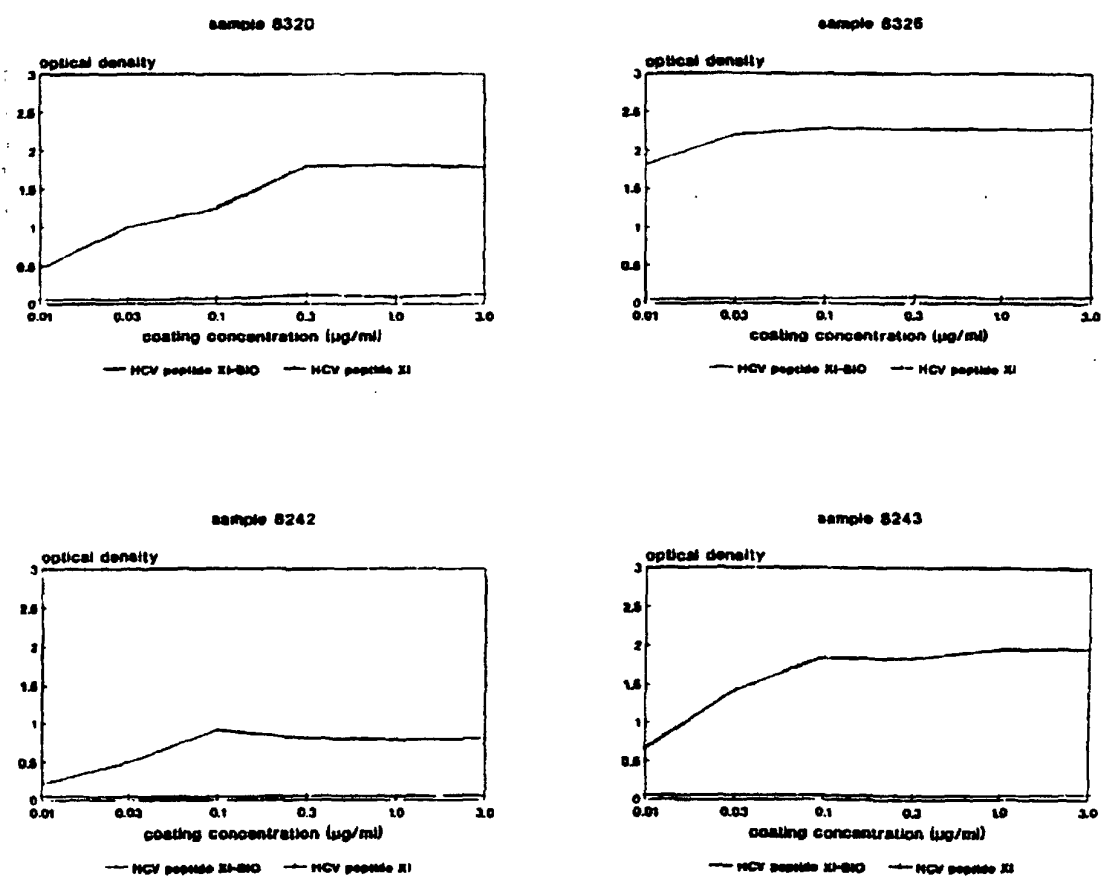 sample 8320
optical density
3
2.5
2
1.5
1
0.5
0
0.01 0.03 0.1 0.3 1.0 3.0
coating concentration (µg/ml)
HCV peptide XI-BIO HCV peptide XI
sample 8326
optical density
3
2.5
2
1.5
1
0.5
0
0.01 0.03 0.1 0.3 1.0 3.0
coating concentration (µg/ml)
HCV peptide XI-BIO HCV peptide XI
sample 8242
optical density
3
2.5
2
1.5
1
0.5
0
0.01 0.03 0.1 0.3 1.0 3.0
coating concentration (µg/ml)
HCV peptide XI-BIO HCV peptide XI
sample 8243
optical density
3
2.5
2
1.5
1
0.5
0
0.01 0.03 0.1 0.3 1.0 3.0
coating concentration (µg/ml)
HCV peptide XI-BIO HCV peptide XI